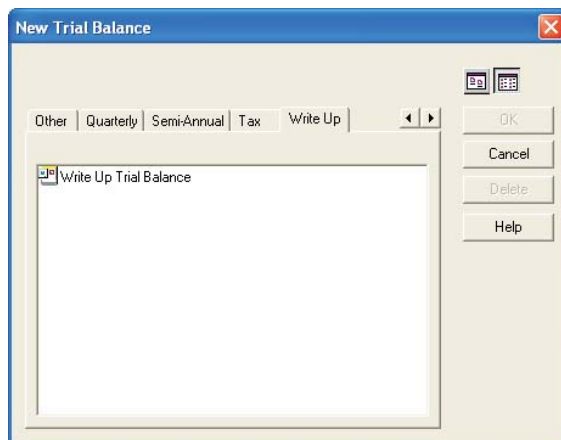 New Trial Balance
Other Quarterly Semi-Annual Tax Write Up
OK
Cancel
Delete
Help
Write Up Trial Balance